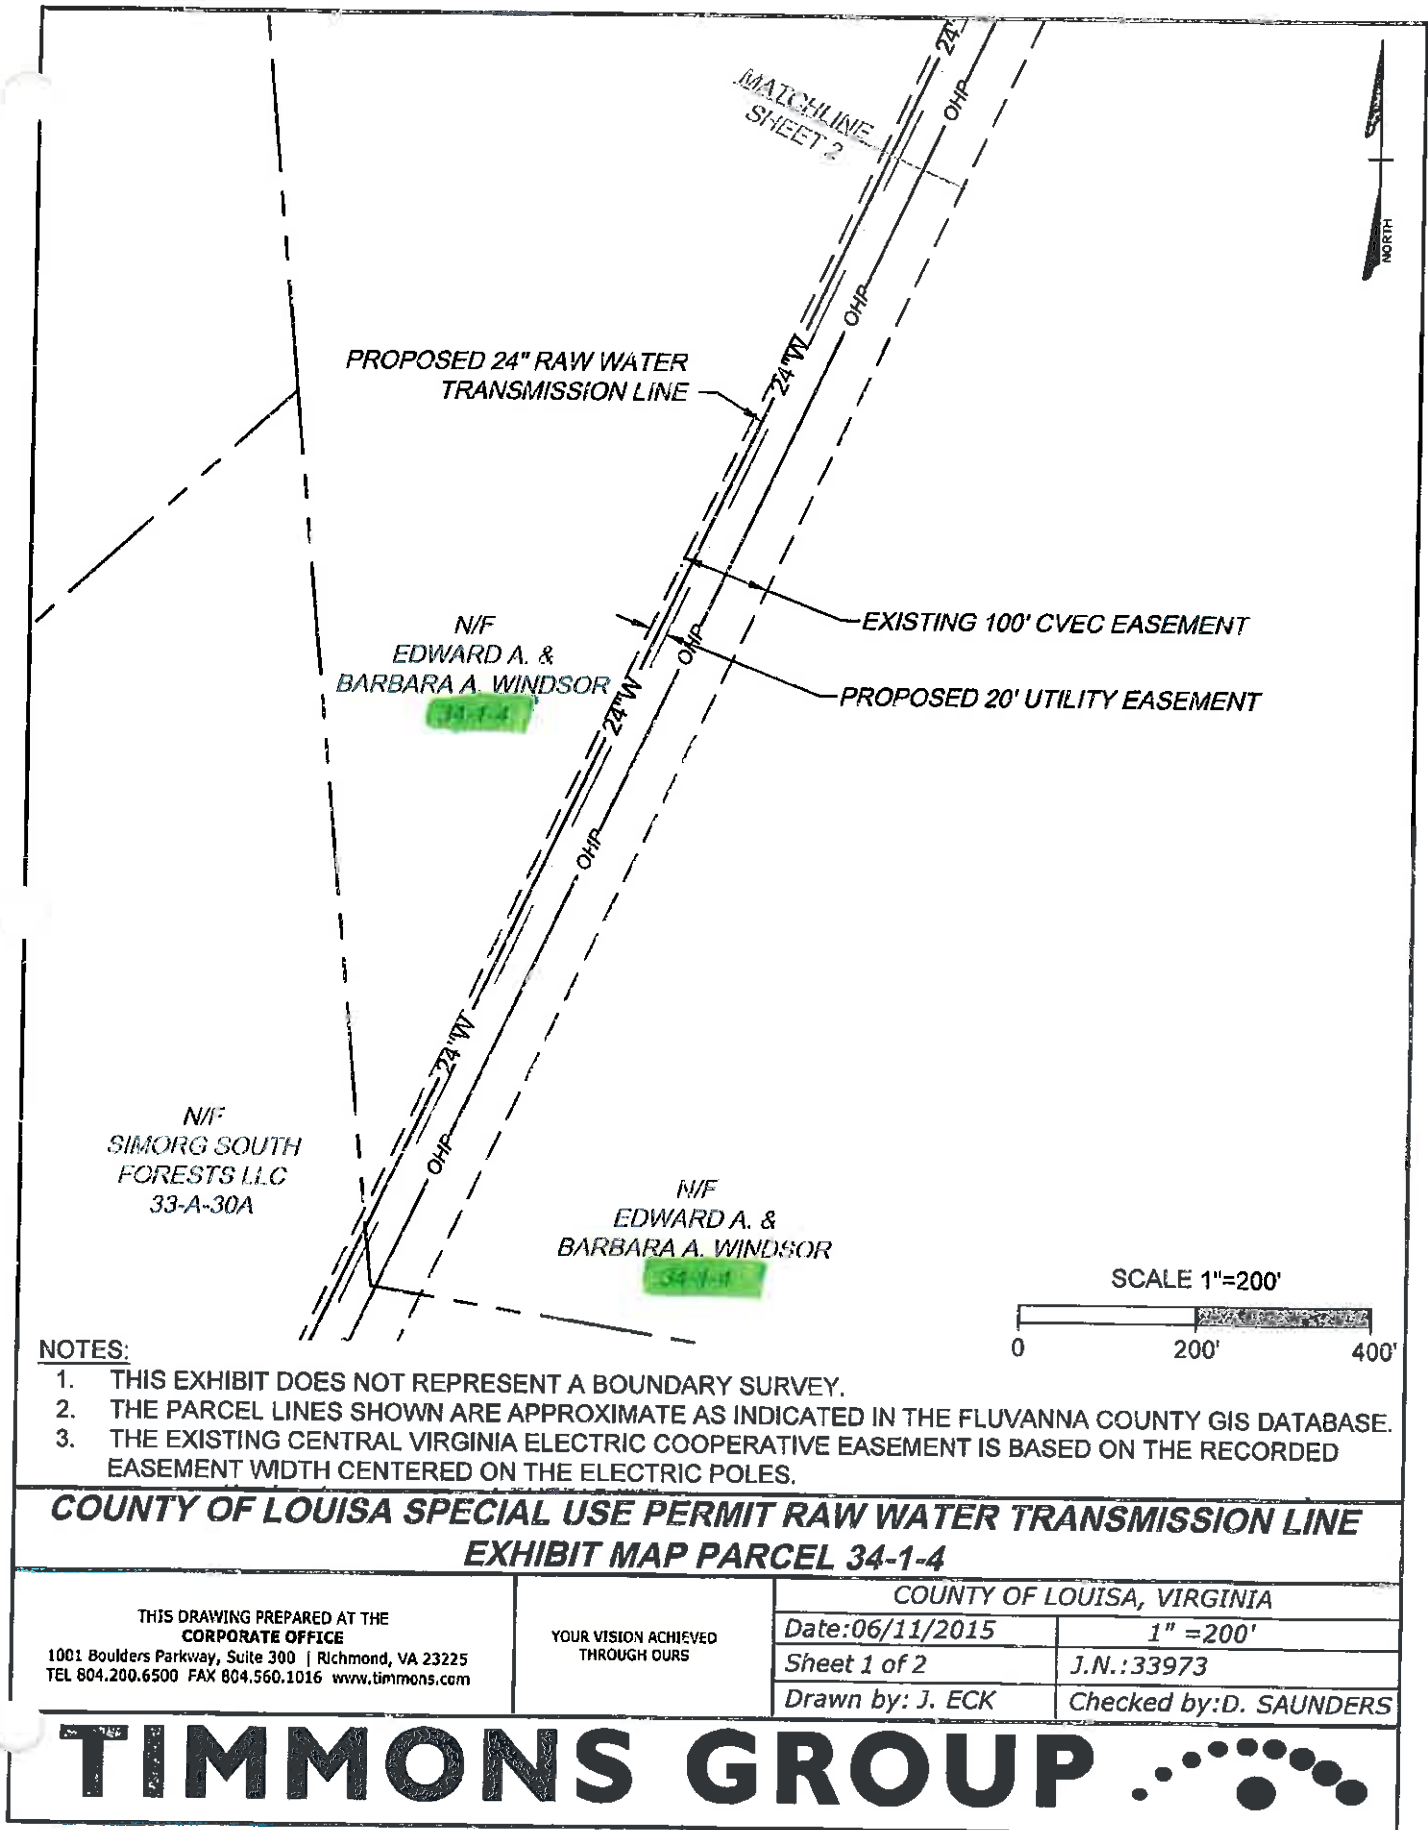 24"
OHP
MATCHLINE
SHEET 2
NORTH
OHP
PROPOSED 24" RAW WATER
TRANSMISSION LINE
24"W
N/F
EDWARD A. &
BARBARA A. WINDSOR
34-1-4
EXISTING 100' CVEC EASEMENT
OHP
PROPOSED 20' UTILITY EASEMENT
24"W
OHP
24"W
OHP
N/F
SIMORG SOUTH
FORESTS LLC
33-A-30A
N/F
EDWARD A. &
BARBARA A. WINDSOR
34-1-4
SCALE 1"=200'
0 200' 400'
NOTES:
1. THIS EXHIBIT DOES NOT REPRESENT A BOUNDARY SURVEY.
2. THE PARCEL LINES SHOWN ARE APPROXIMATE AS INDICATED IN THE FLUVANNA COUNTY GIS DATABASE.
3. THE EXISTING CENTRAL VIRGINIA ELECTRIC COOPERATIVE EASEMENT IS BASED ON THE RECORDED
EASEMENT WIDTH CENTERED ON THE ELECTRIC POLES.
COUNTY OF LOUISA SPECIAL USE PERMIT RAW WATER TRANSMISSION LINE
EXHIBIT MAP PARCEL 34-1-4
THIS DRAWING PREPARED AT THE
CORPORATE OFFICE
1001 Boulders Parkway, Suite 300 | Richmond, VA 23225
TEL 804.200.6500 FAX 804.560.1016 www.timmons.com
YOUR VISION ACHIEVED
THROUGH OURS
COUNTY OF LOUISA, VIRGINIA
Date:06/11/2015 1" =200'
Sheet 1 of 2 J.N.:33973
Drawn by: J. ECK Checked by:D. SAUNDERS
TIMMONS GROUP